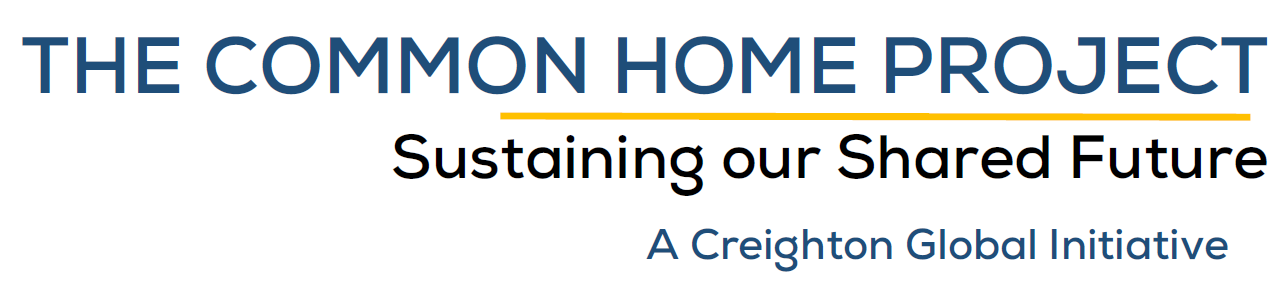 THE COMMON HOME PROJECT
Sustaining our Shared Future
A Creighton Global Initiative